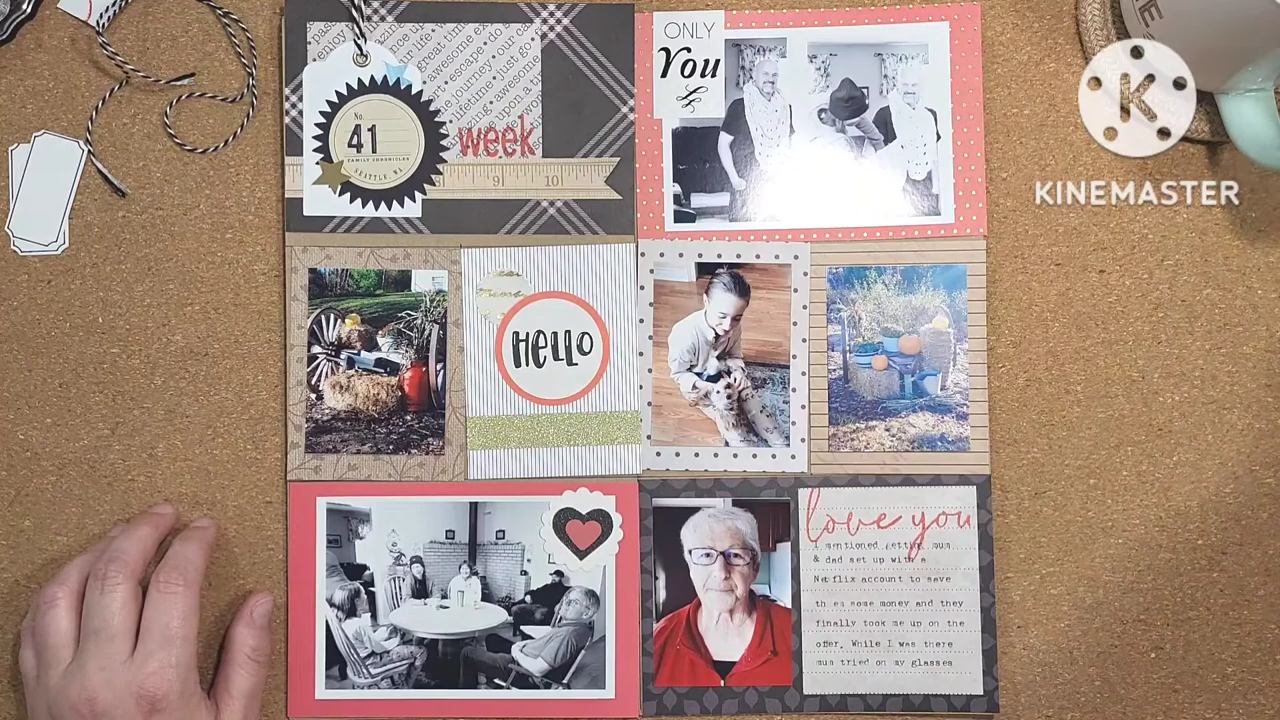 No.
41
FAMILY CHRONICLES
SEATTLE, WA
week
9
10
ONLY
You
&
HELLO
love you
I mentioned getting mum
& dad set up with a
Netflix account to save
them some money and they
finally took me up on the
offer. While I was there
mum tried on my glasses
K
KINEMASTER